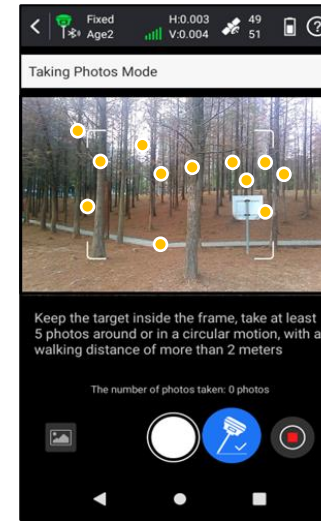 Fixed H:0.003 49
Age2 V:0.004 51
Taking Photos Mode
Keep the target inside the frame, take at least
5 photos around or in a circular motion, with a
walking distance of more than 2 meters
The number of photos taken: 0 photos